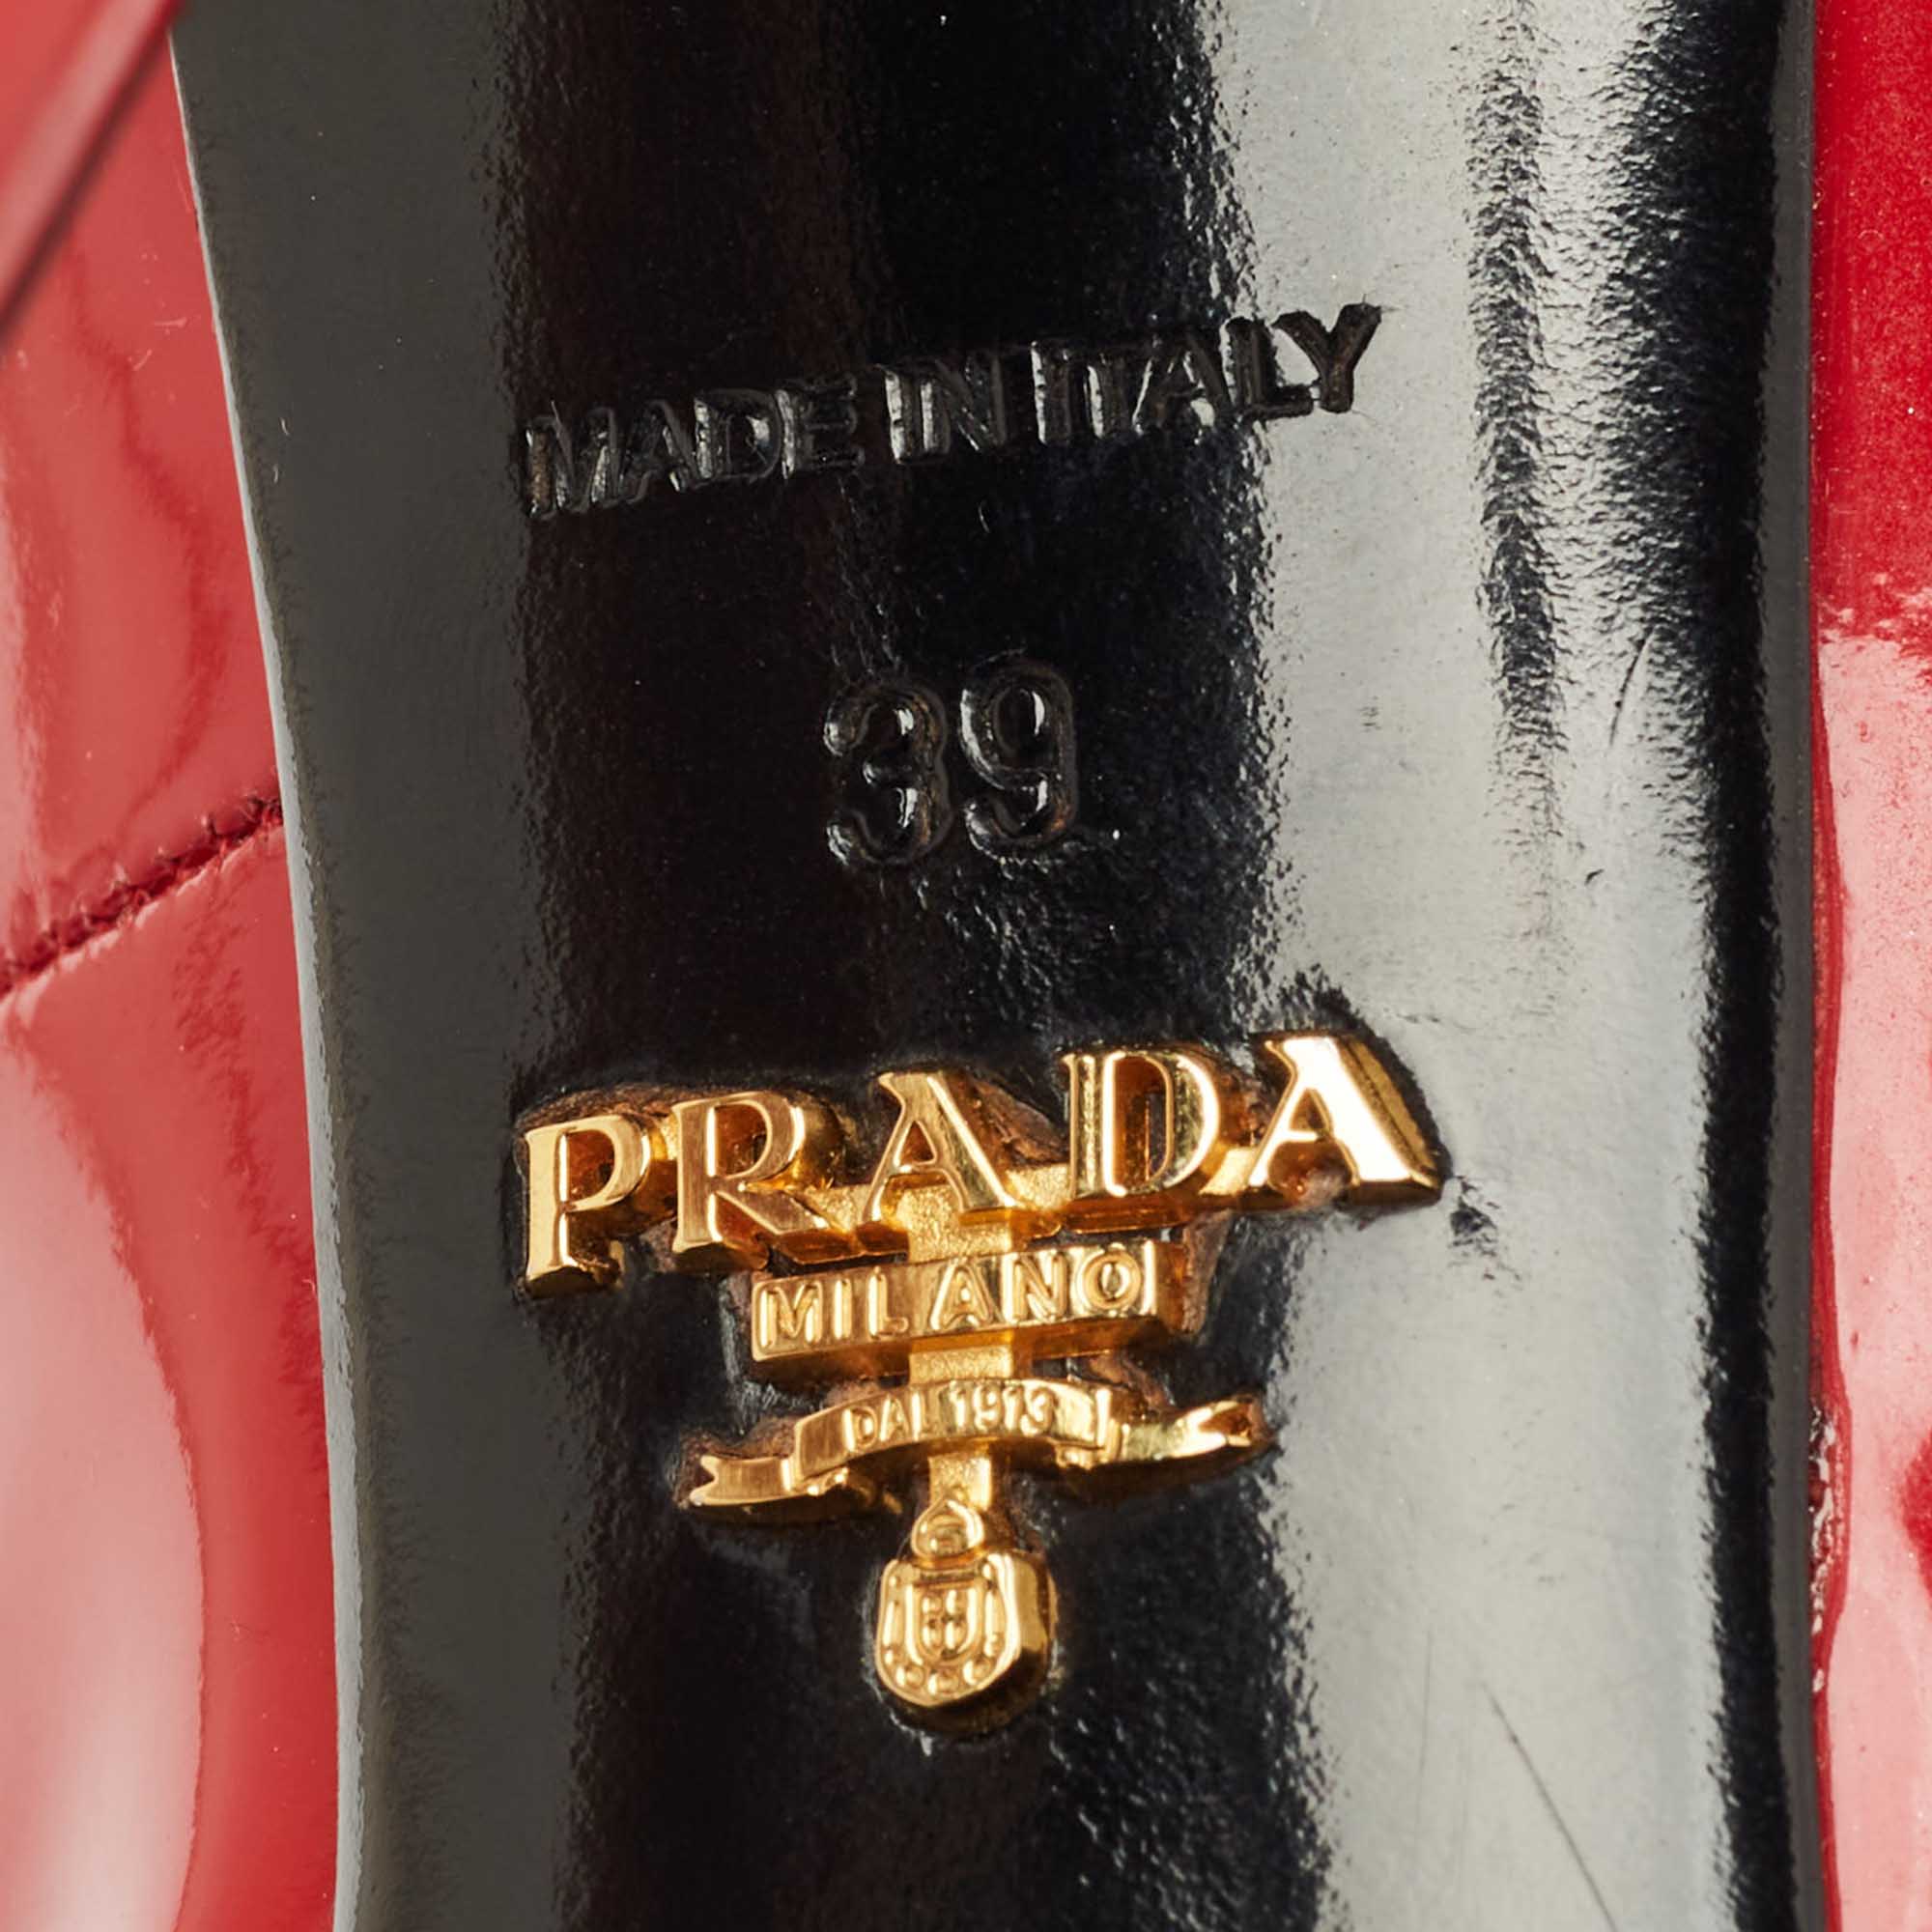 MADE IN ITALY
39
PRADA
MILANO
DAL 1913